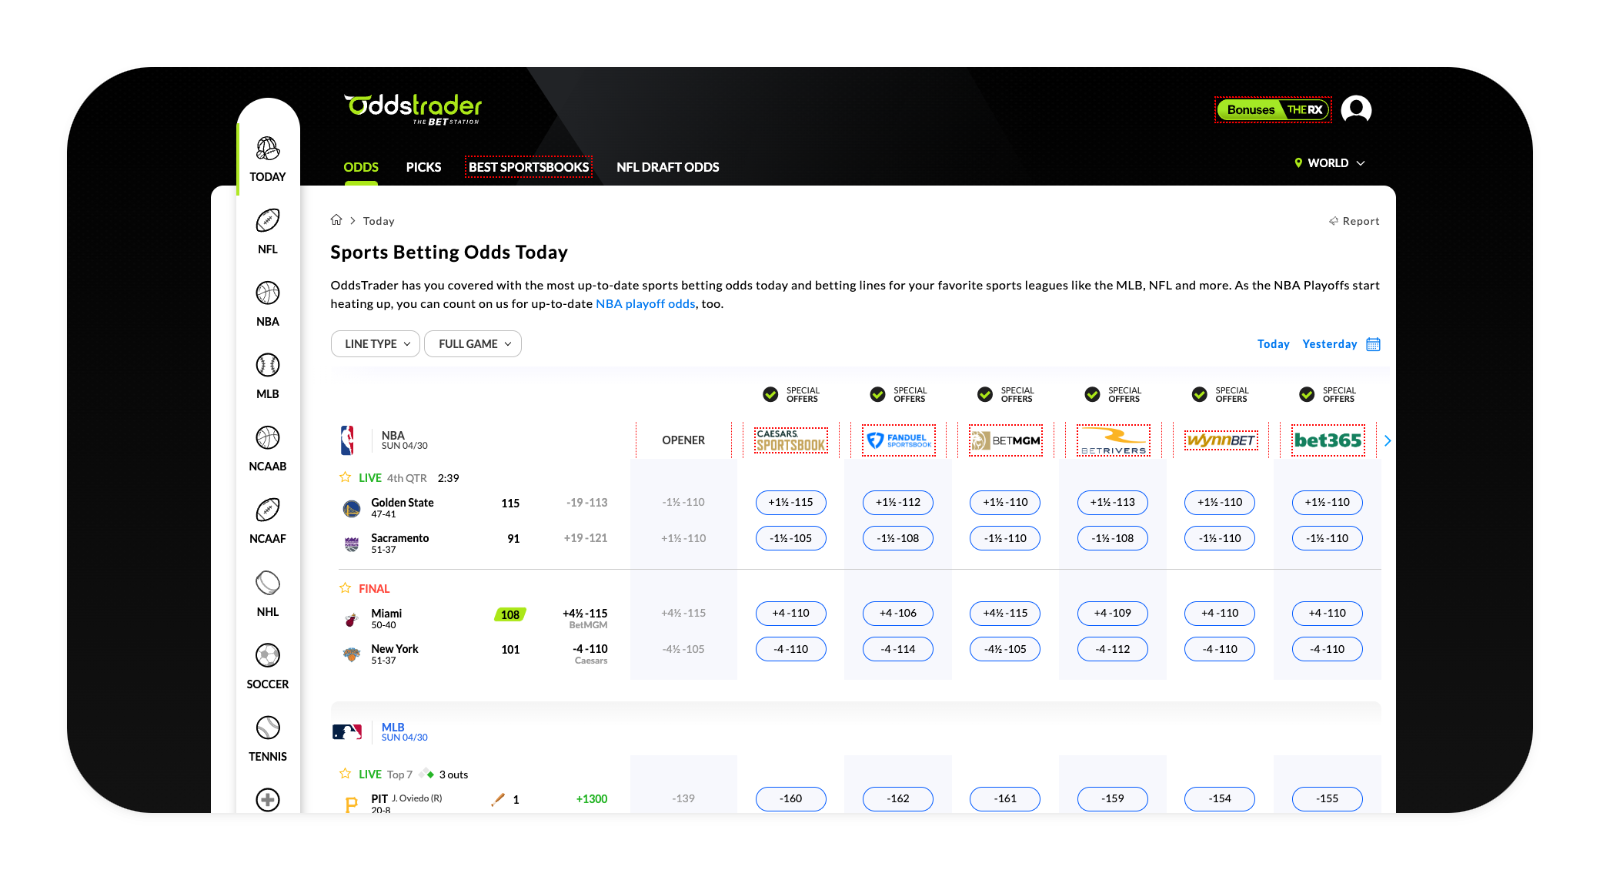 Oddstrader
THE BET STATION
Bonuses THE RX
ODDS PICKS BEST SPORTSBOOKS NFL DRAFT ODDS
WORLD
TODAY
NFL
NBA
MLB
NCAAB
NCAAF
NHL
SOCCER
TENNIS
Today
Report
Sports Betting Odds Today
OddsTrader has you covered with the most up-to-date sports betting odds today and betting lines for your favorite sports leagues like the MLB, NFL and more. As the NBA Playoffs start
heating up, you can count on us for up-to-date NBA playoff odds, too.
LINE TYPE FULL GAME Today Yesterday
SPECIAL OFFERS SPECIAL OFFERS SPECIAL OFFERS SPECIAL OFFERS SPECIAL OFFERS SPECIAL OFFERS
NBA
SUN 04/30
OPENER
CAESARS SPORTSBOOK
FANDUEL SPORTSBOOK
BETMGM
BETRIVERS
WYNNBET
bet365
LIVE 4th QTR 2:39
Golden State 115 -19 -113 -1½ -110 +1½ -115 +1½ -112 +1½ -110 +1½ -113 +1½ -110 +1½ -110
47-41
Sacramento 91 +19 -121 +1½ -110 -1½ -105 -1½ -108 -1½ -110 -1½ -108 -1½ -110 -1½ -110
51-37
FINAL
Miami 108 +4½ -115 +4½ -115 +4 -110 +4 -106 +4½ -115 +4 -109 +4 -110 +4 -110
50-40 BetMGM
New York 101 -4 -110 -4½ -105 -4 -110 -4 -114 -4½ -105 -4 -112 -4 -110 -4 -110
51-37 Caesars
MLB
SUN 04/30
LIVE Top 7 3 outs
PIT J. Oviedo (R) 1 +1300 -139 -160 -162 -161 -159 -154 -155
20-8